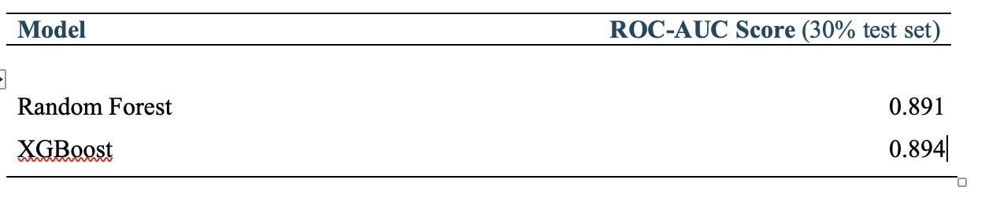 Model ROC-AUC Score (30% test set)
Random Forest 0.891
XGBoost 0.894